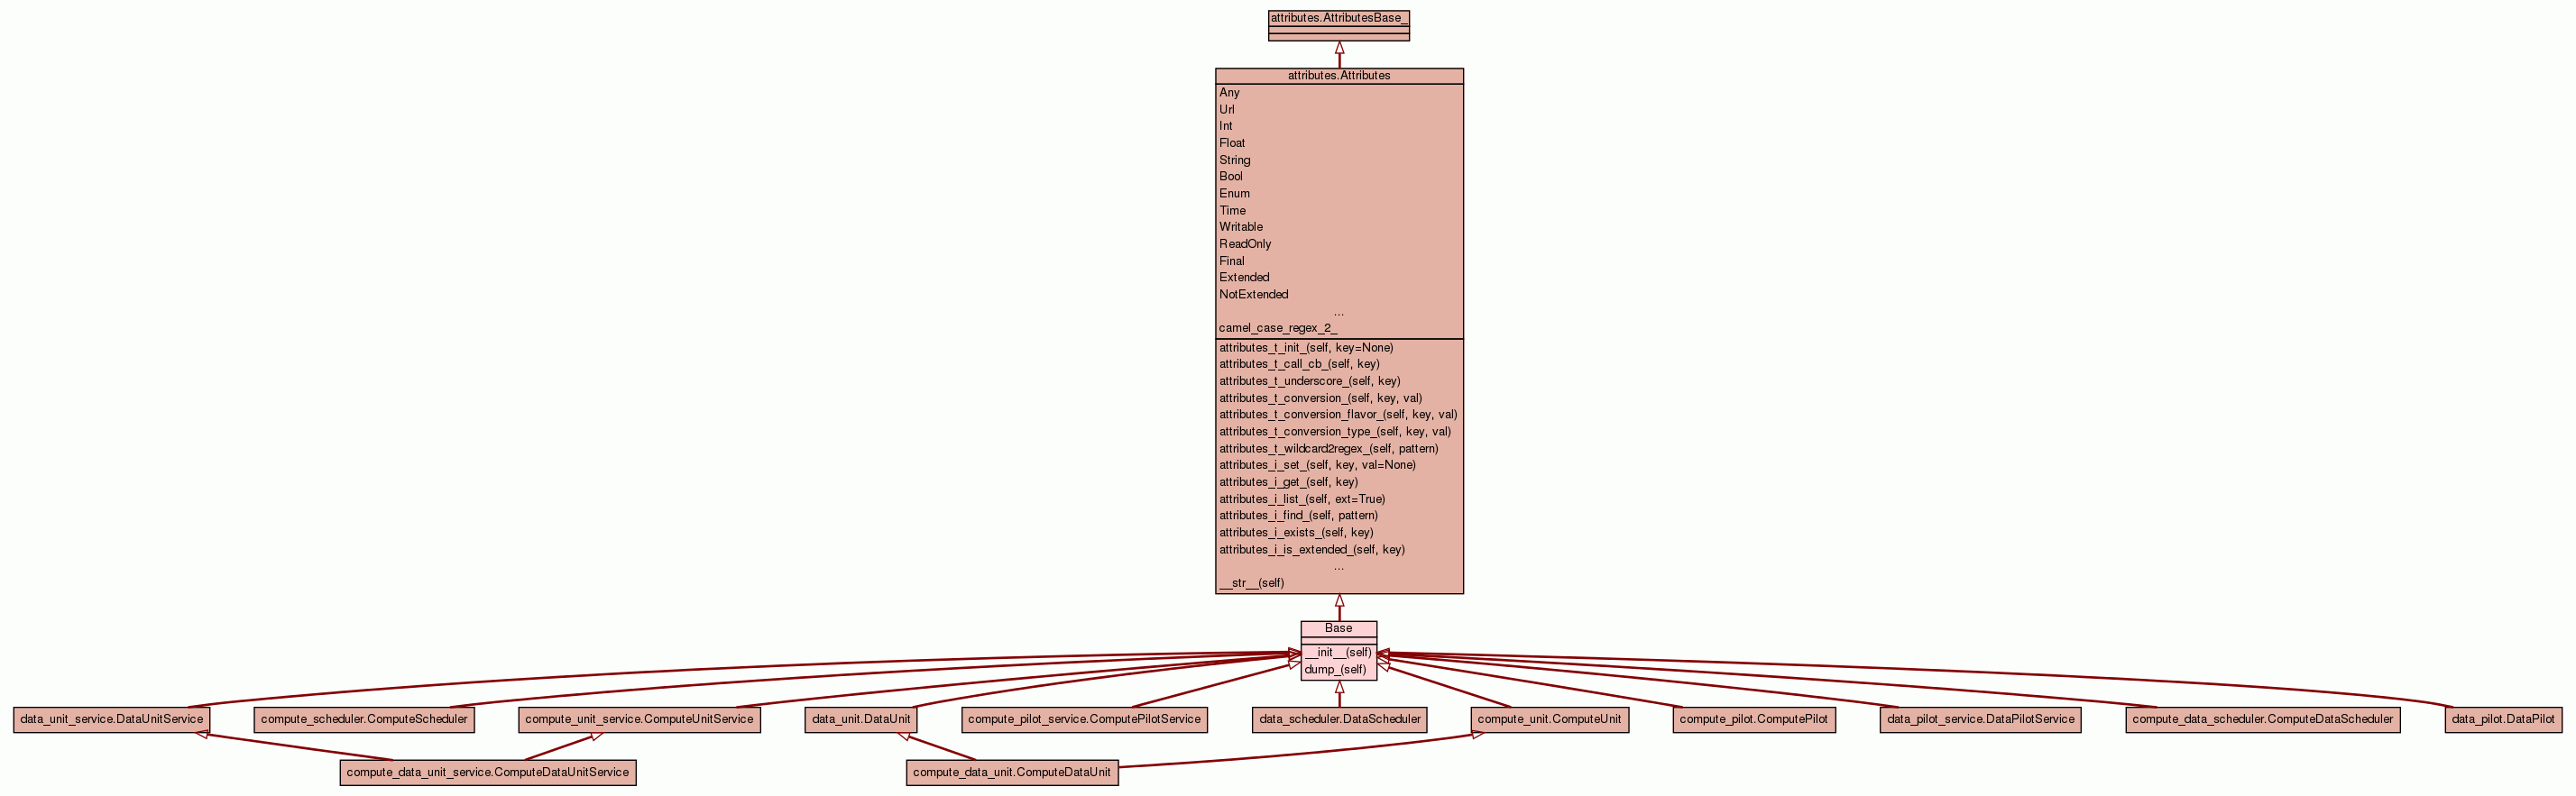 attributes.AttributesBase_
attributes.Attributes
Any
Url
Int
Float
String
Bool
Enum
Time
Writable
ReadOnly
Final
Extended
NotExtended
...
camel_case_regex_2_
attributes_t_init_(self, key=None)
attributes_t_call_cb_(self, key)
attributes_t_underscore_(self, key)
attributes_t_conversion_(self, key, val)
attributes_t_conversion_flavor_(self, key, val)
attributes_t_conversion_type_(self, key, val)
attributes_t_wildcard2regex_(self, pattern)
attributes_i_set_(self, key, val=None)
attributes_i_get_(self, key)
attributes_i_list_(self, ext=True)
attributes_i_find_(self, pattern)
attributes_i_exists_(self, key)
attributes_i_is_extended_(self, key)
...
__str__(self)
Base
__init__(self)
dump_(self)
data_unit_service.DataUnitService
compute_scheduler.ComputeScheduler
compute_unit_service.ComputeUnitService
data_unit.DataUnit
compute_pilot_service.ComputePilotService
data_scheduler.DataScheduler
compute_unit.ComputeUnit
compute_pilot.ComputePilot
data_pilot_service.DataPilotService
compute_data_scheduler.ComputeDataScheduler
data_pilot.DataPilot
compute_data_unit_service.ComputeDataUnitService
compute_data_unit.ComputeDataUnit